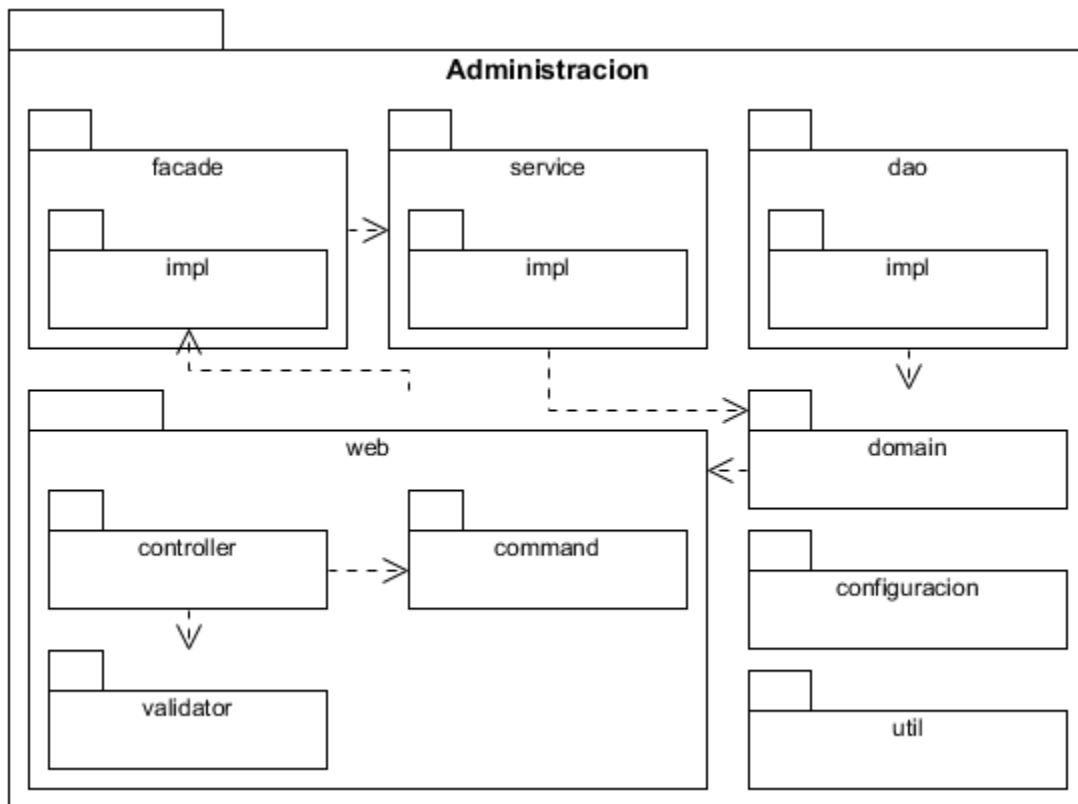 Administracion
facade
service
dao
impl
impl
impl
web
domain
controller
command
configuracion
validator
util